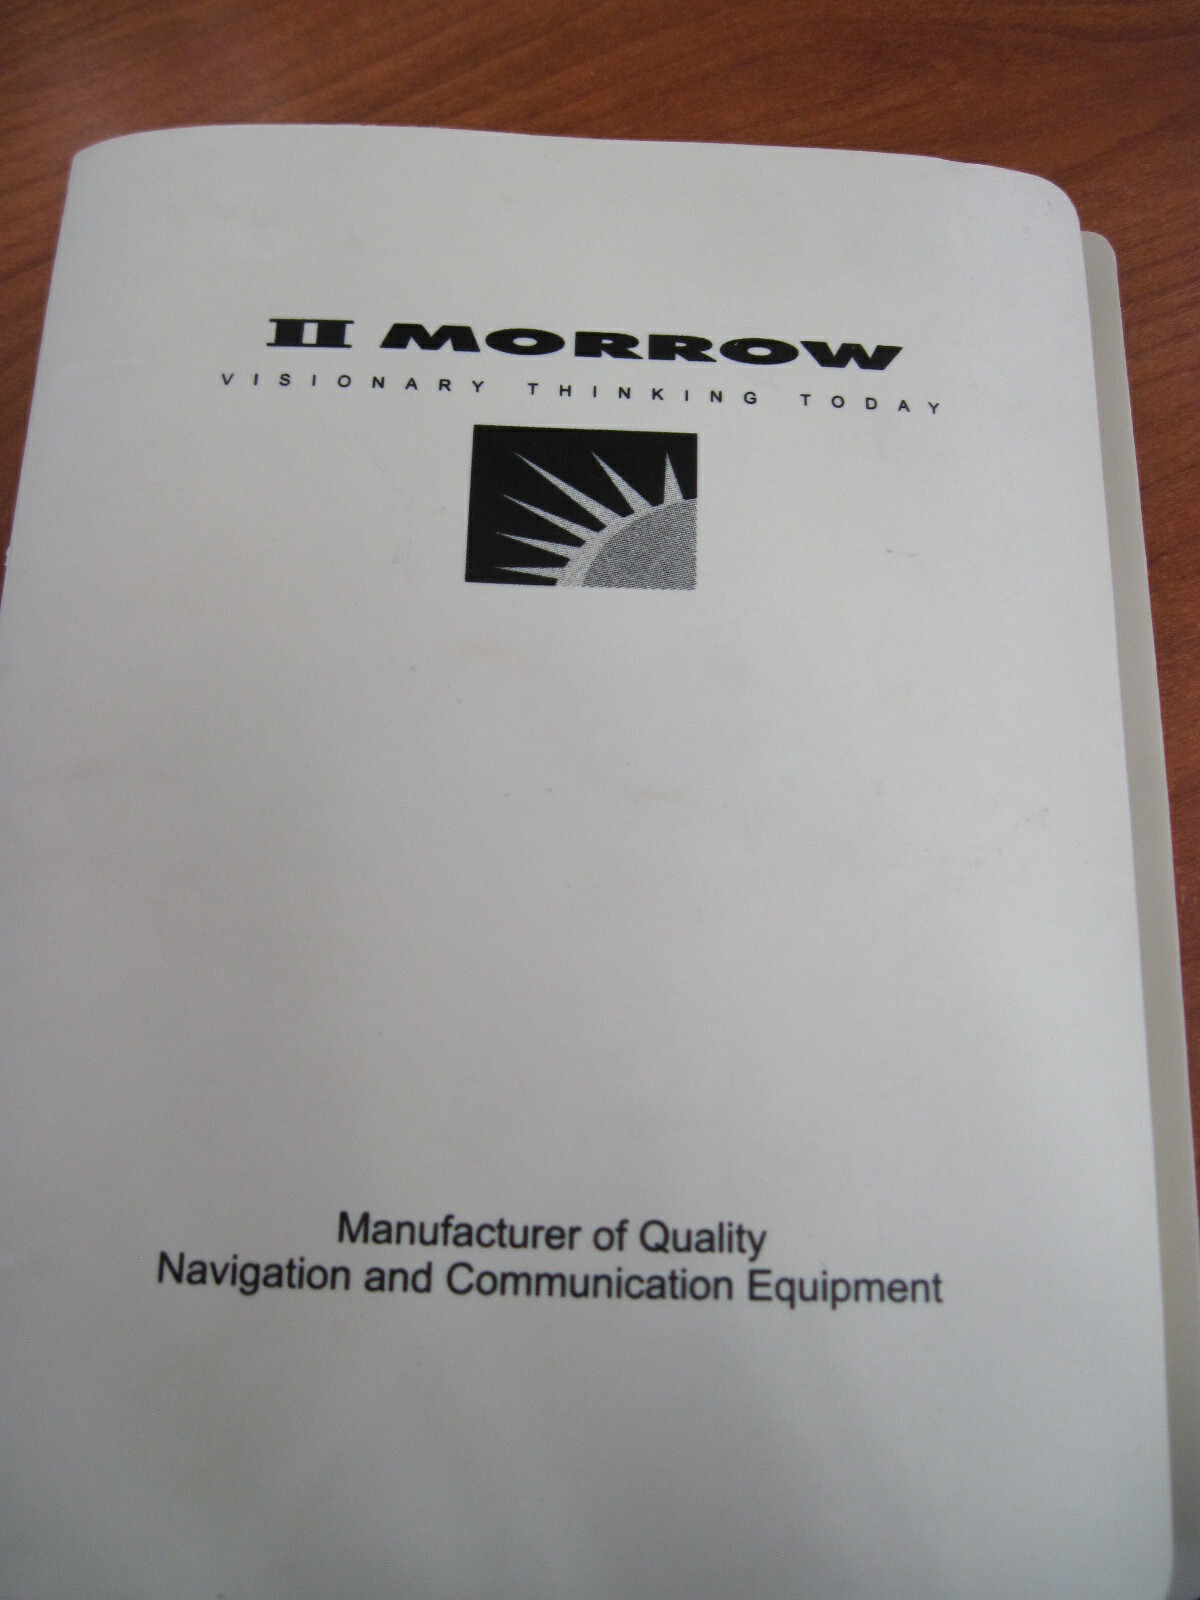 II MORROW
VISIONARY THINKING TODAY
Manufacturer of Quality
Navigation and Communication Equipment